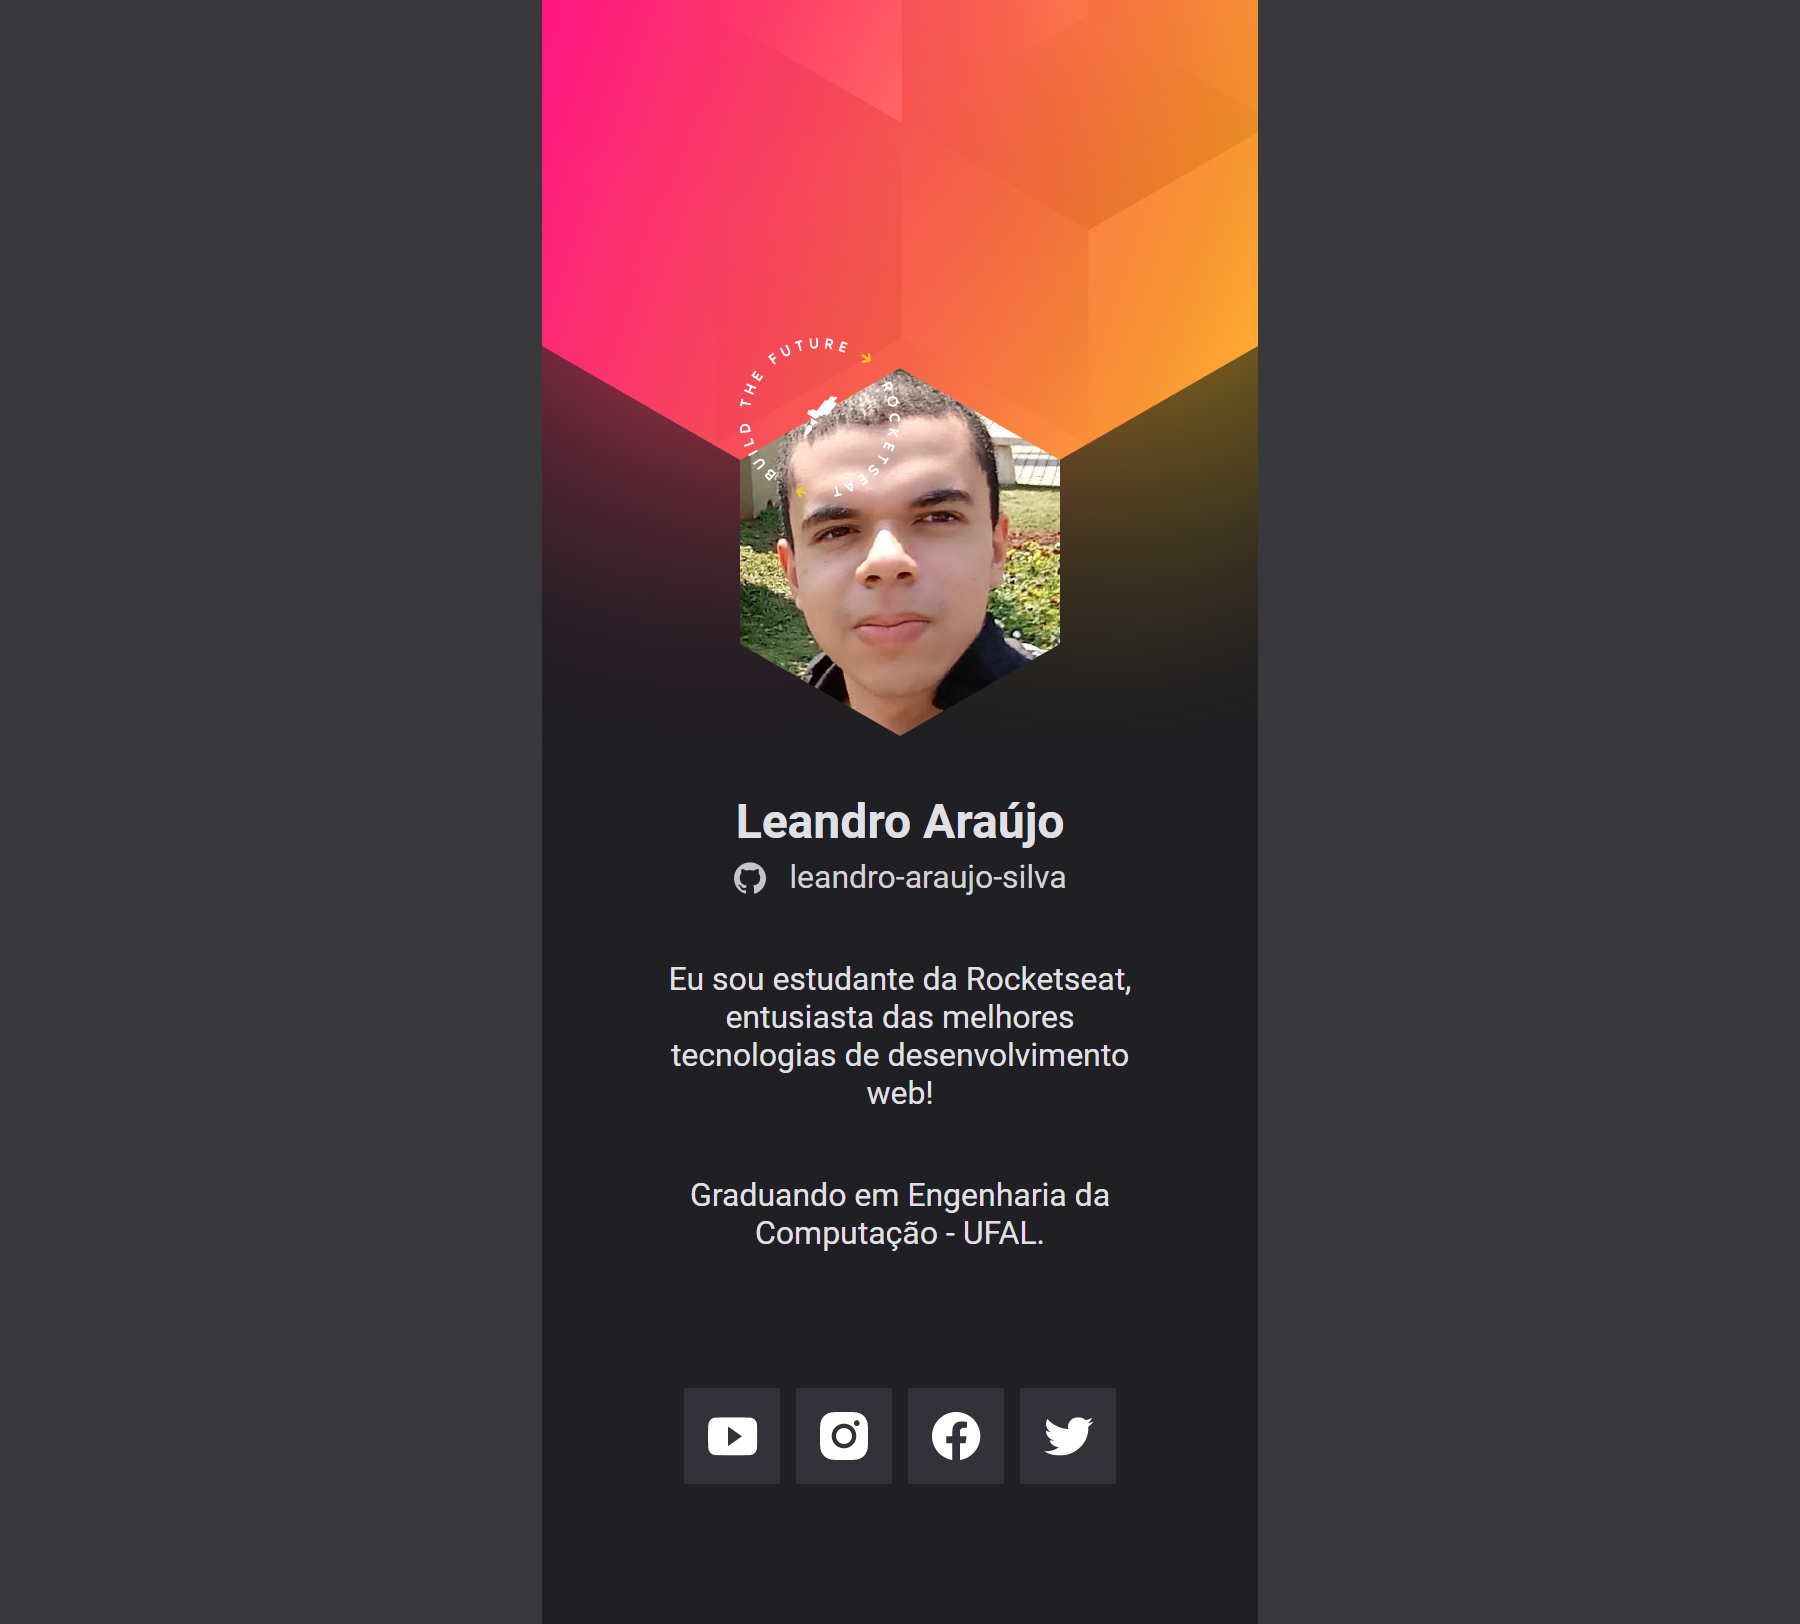 BUILD THE FUTURE
ROCKETSEAT
Leandro Araújo
leandro-araujo-silva
Eu sou estudante da Rocketseat,
entusiasta das melhores
tecnologias de desenvolvimento
web!
Graduando em Engenharia da
Computação - UFAL.